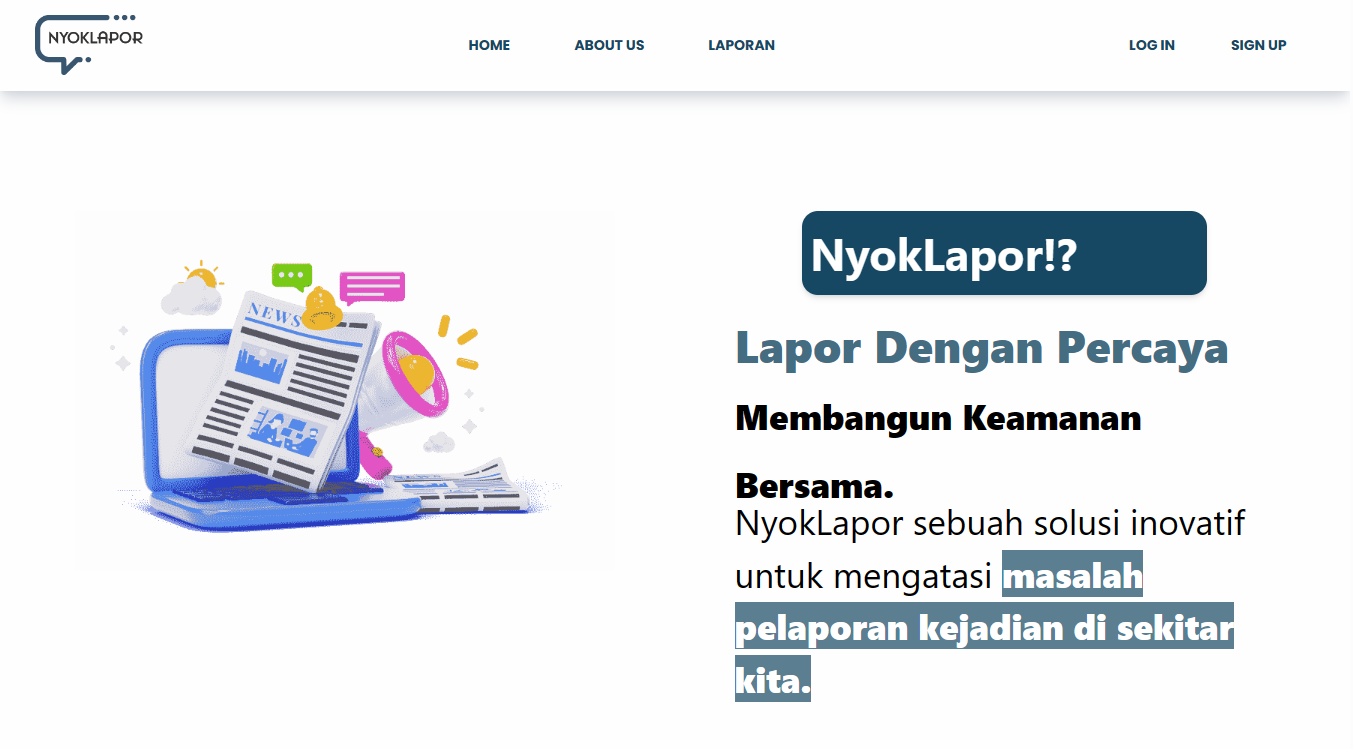 NYOKLAPOR
HOME ABOUT US LAPORAN LOG IN SIGN UP
NEWS
NyokLapor!?
Lapor Dengan Percaya
Membangun Keamanan
Bersama.
NyokLapor sebuah solusi inovatif
untuk mengatasi masalah
pelaporan kejadian di sekitar
kita.
NEWS